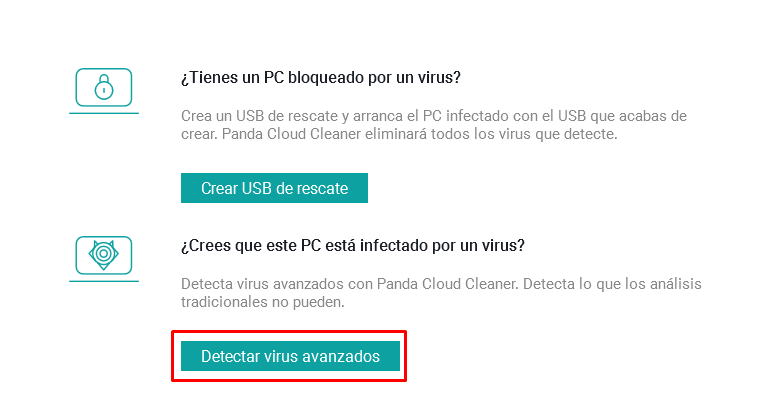 ¿Tienes un PC bloqueado por un virus?
Crea un USB de rescate y arranca el PC infectado con el USB que acabas de
crear. Panda Cloud Cleaner eliminará todos los virus que detecte.
Crear USB de rescate
¿Crees que este PC está infectado por un virus?
Detecta virus avanzados con Panda Cloud Cleaner. Detecta lo que los análisis
tradicionales no pueden.
Detectar virus avanzados